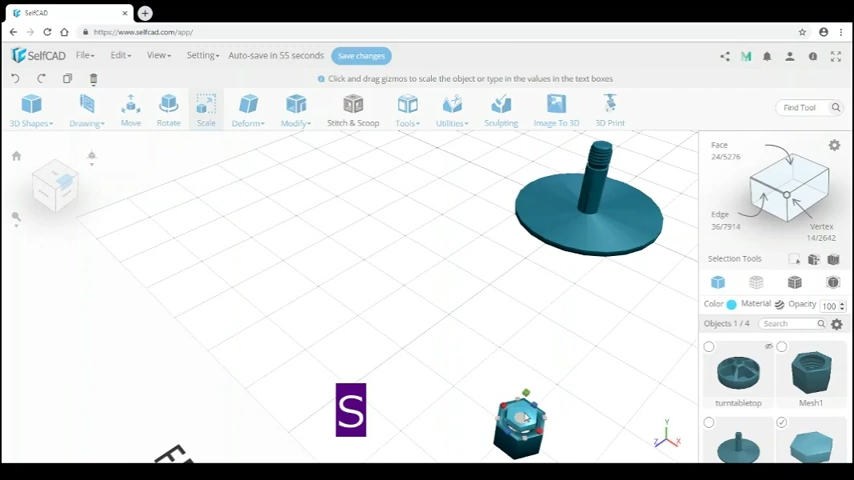 SelfCAD
https://www.selfcad.com/app/
SelfCAD File Edit View Setting Auto-save in 55 seconds Save changes
Click and drag gizmos to scale the object or type in the values in the text boxes
3D Shapes Drawing Move Rotate Scale Deform Modify Stitch & Scoop Tools Utilities Sculpting Image To 3D 3D Print Find Tool
Face
24/5276
Edge
36/7914
Vertex
14/2642
Selection Tools
Color Material Opacity 100
Objects 1 / 4 Search
turntabletop Mesh1
S
Y
Z X